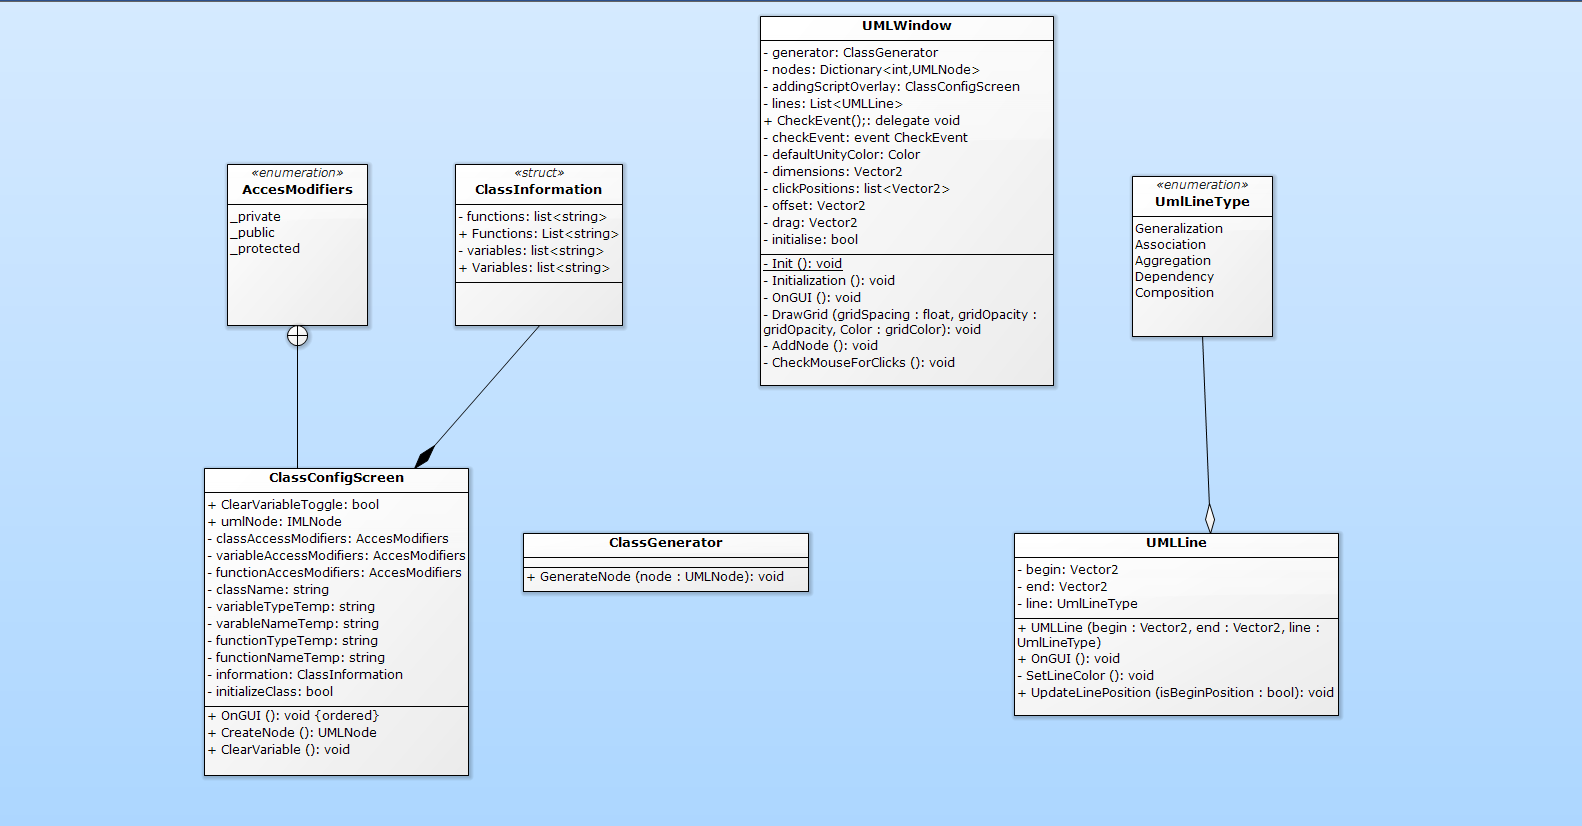 «enumeration»
AccesModifiers
_private
_public
_protected
«struct»
ClassInformation
- functions: list<string>
+ Functions: List<string>
- variables: list<string>
+ Variables: list<string>
UMLWindow
- generator: ClassGenerator
- nodes: Dictionary<int,UMLNode>
- addingScriptOverlay: ClassConfigScreen
- lines: List<UMLLine>
+ CheckEvent();: delegate void
- checkEvent: event CheckEvent
- defaultUnityColor: Color
- dimensions: Vector2
- clickPositions: list<Vector2>
- offset: Vector2
- drag: Vector2
- initialise: bool
- Init (): void
- Initialization (): void
- OnGUI (): void
- DrawGrid (gridSpacing : float, gridOpacity :
gridOpacity, Color : gridColor): void
- AddNode (): void
- CheckMouseForClicks (): void
«enumeration»
UmlLineType
Generalization
Association
Aggregation
Dependency
Composition
ClassConfigScreen
+ ClearVariableToggle: bool
+ umlNode: IMLNode
- classAccessModifiers: AccesModifiers
- variableAccessModifiers: AccesModifiers
- functionAccesModifiers: AccesModifiers
- className: string
- variableTypeTemp: string
- varableNameTemp: string
- functionTypeTemp: string
- functionNameTemp: string
- information: ClassInformation
- initializeClass: bool
+ OnGUI (): void {ordered}
+ CreateNode (): UMLNode
+ ClearVariable (): void
ClassGenerator
+ GenerateNode (node : UMLNode): void
UMLLine
- begin: Vector2
- end: Vector2
- line: UmlLineType
+ UMLLine (begin : Vector2, end : Vector2, line :
UmlLineType)
+ OnGUI (): void
- SetLineColor (): void
+ UpdateLinePosition (isBeginPosition : bool): void